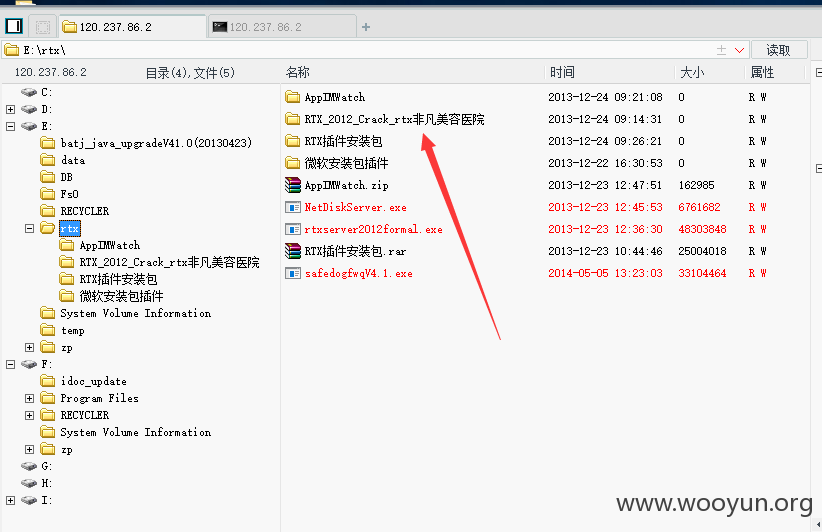 120.237.86.2 120.237.86.2 +
E:\rtx\ 读取
120.237.86.2 目录(4),文件(5) 名称 时间 大小 属性
C:
D:
E:
batj_java_upgradeV41.0(20130423)
data
DB
FsO
RECYCLER
rtx
AppIMWatch
RTX_2012_Crack_rtx非凡美容医院
RTX插件安装包
微软安装包插件
System Volume Information
temp
zp
F:
idoc_update
Program Files
RECYCLER
System Volume Information
zp
G:
H:
I:
AppIMWatch 2013-12-24 09:21:08 0 R W
RTX_2012_Crack_rtx非凡美容医院 2013-12-24 09:14:31 0 R W
RTX插件安装包 2013-12-24 09:26:21 0 R W
微软安装包插件 2013-12-22 16:30:53 0 R W
AppIMWatch.zip 2013-12-23 12:47:51 162985 R W
NetDiskServer.exe 2013-12-23 12:45:53 6761682 R W
rtxserver2012formal.exe 2013-12-23 12:36:30 48303848 R W
RTX插件安装包.rar 2013-12-23 10:44:46 25004018 R W
safedogfwqV4.1.exe 2014-05-05 13:23:03 33104464 R W
www.wooyun.org